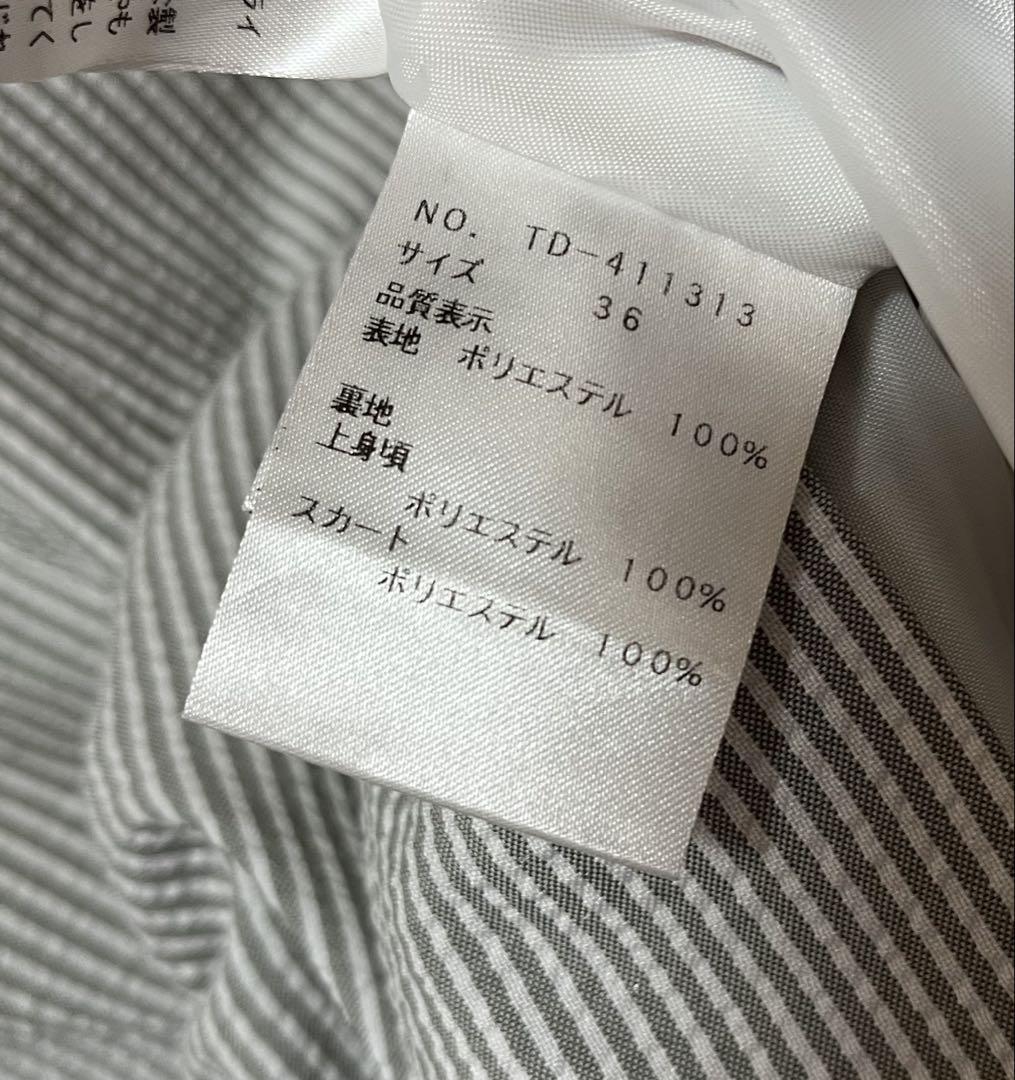 NO. TD-411313
サイズ 36
品質表示
表地 ポリエステル 100%
裏地
上身頃
ポリエステル 100%
スカート
ポリエステル 100%